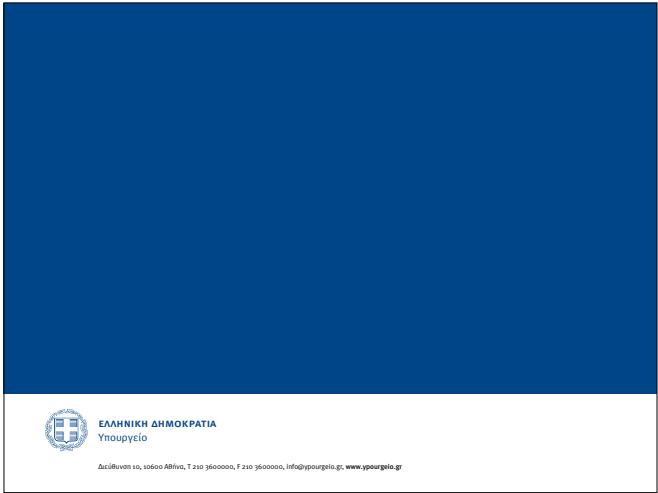 ΕΛΛΗΝΙΚΗ ΔΗΜΟΚΡΑΤΙΑ
Υπουργείο
Διεύθυνση 10, 10600 Αθήνα, Τ 210 3600000, F 210 3600000, info@ypourgeio.gr, www.ypourgeio.gr